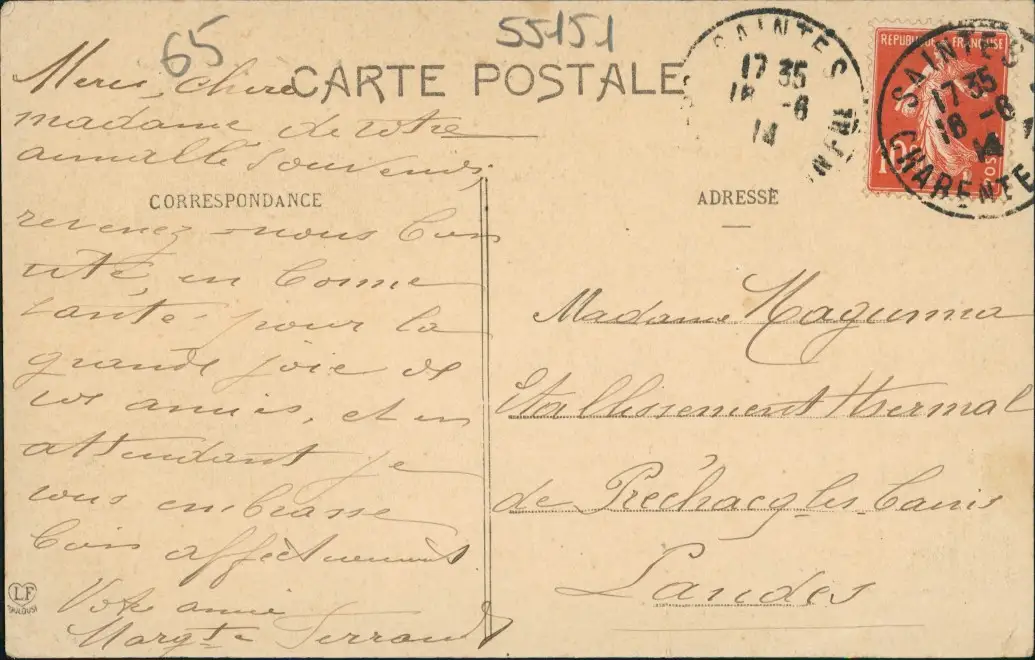 65
55151
CARTE POSTALE
SAINTES
17 35
18 -6
14
REPUBLIQUE FRANÇAISE
SAINTES
17 35
18 -6
14
CHARENTE
10c
POSTES
Merci, chère
madame de votre
aimable souvenir,
CORRESPONDANCE
revenez-nous bien
vite, en bonne
santé pour la
grande joie de
vos amies, et en
attendant je
vous embrasse
bien affectueusement
Votre amie
Margte
ADRESSE
Madame
Etablissement thermal
de Préchacq-les-bains
Landes
LF
TOULOUSE